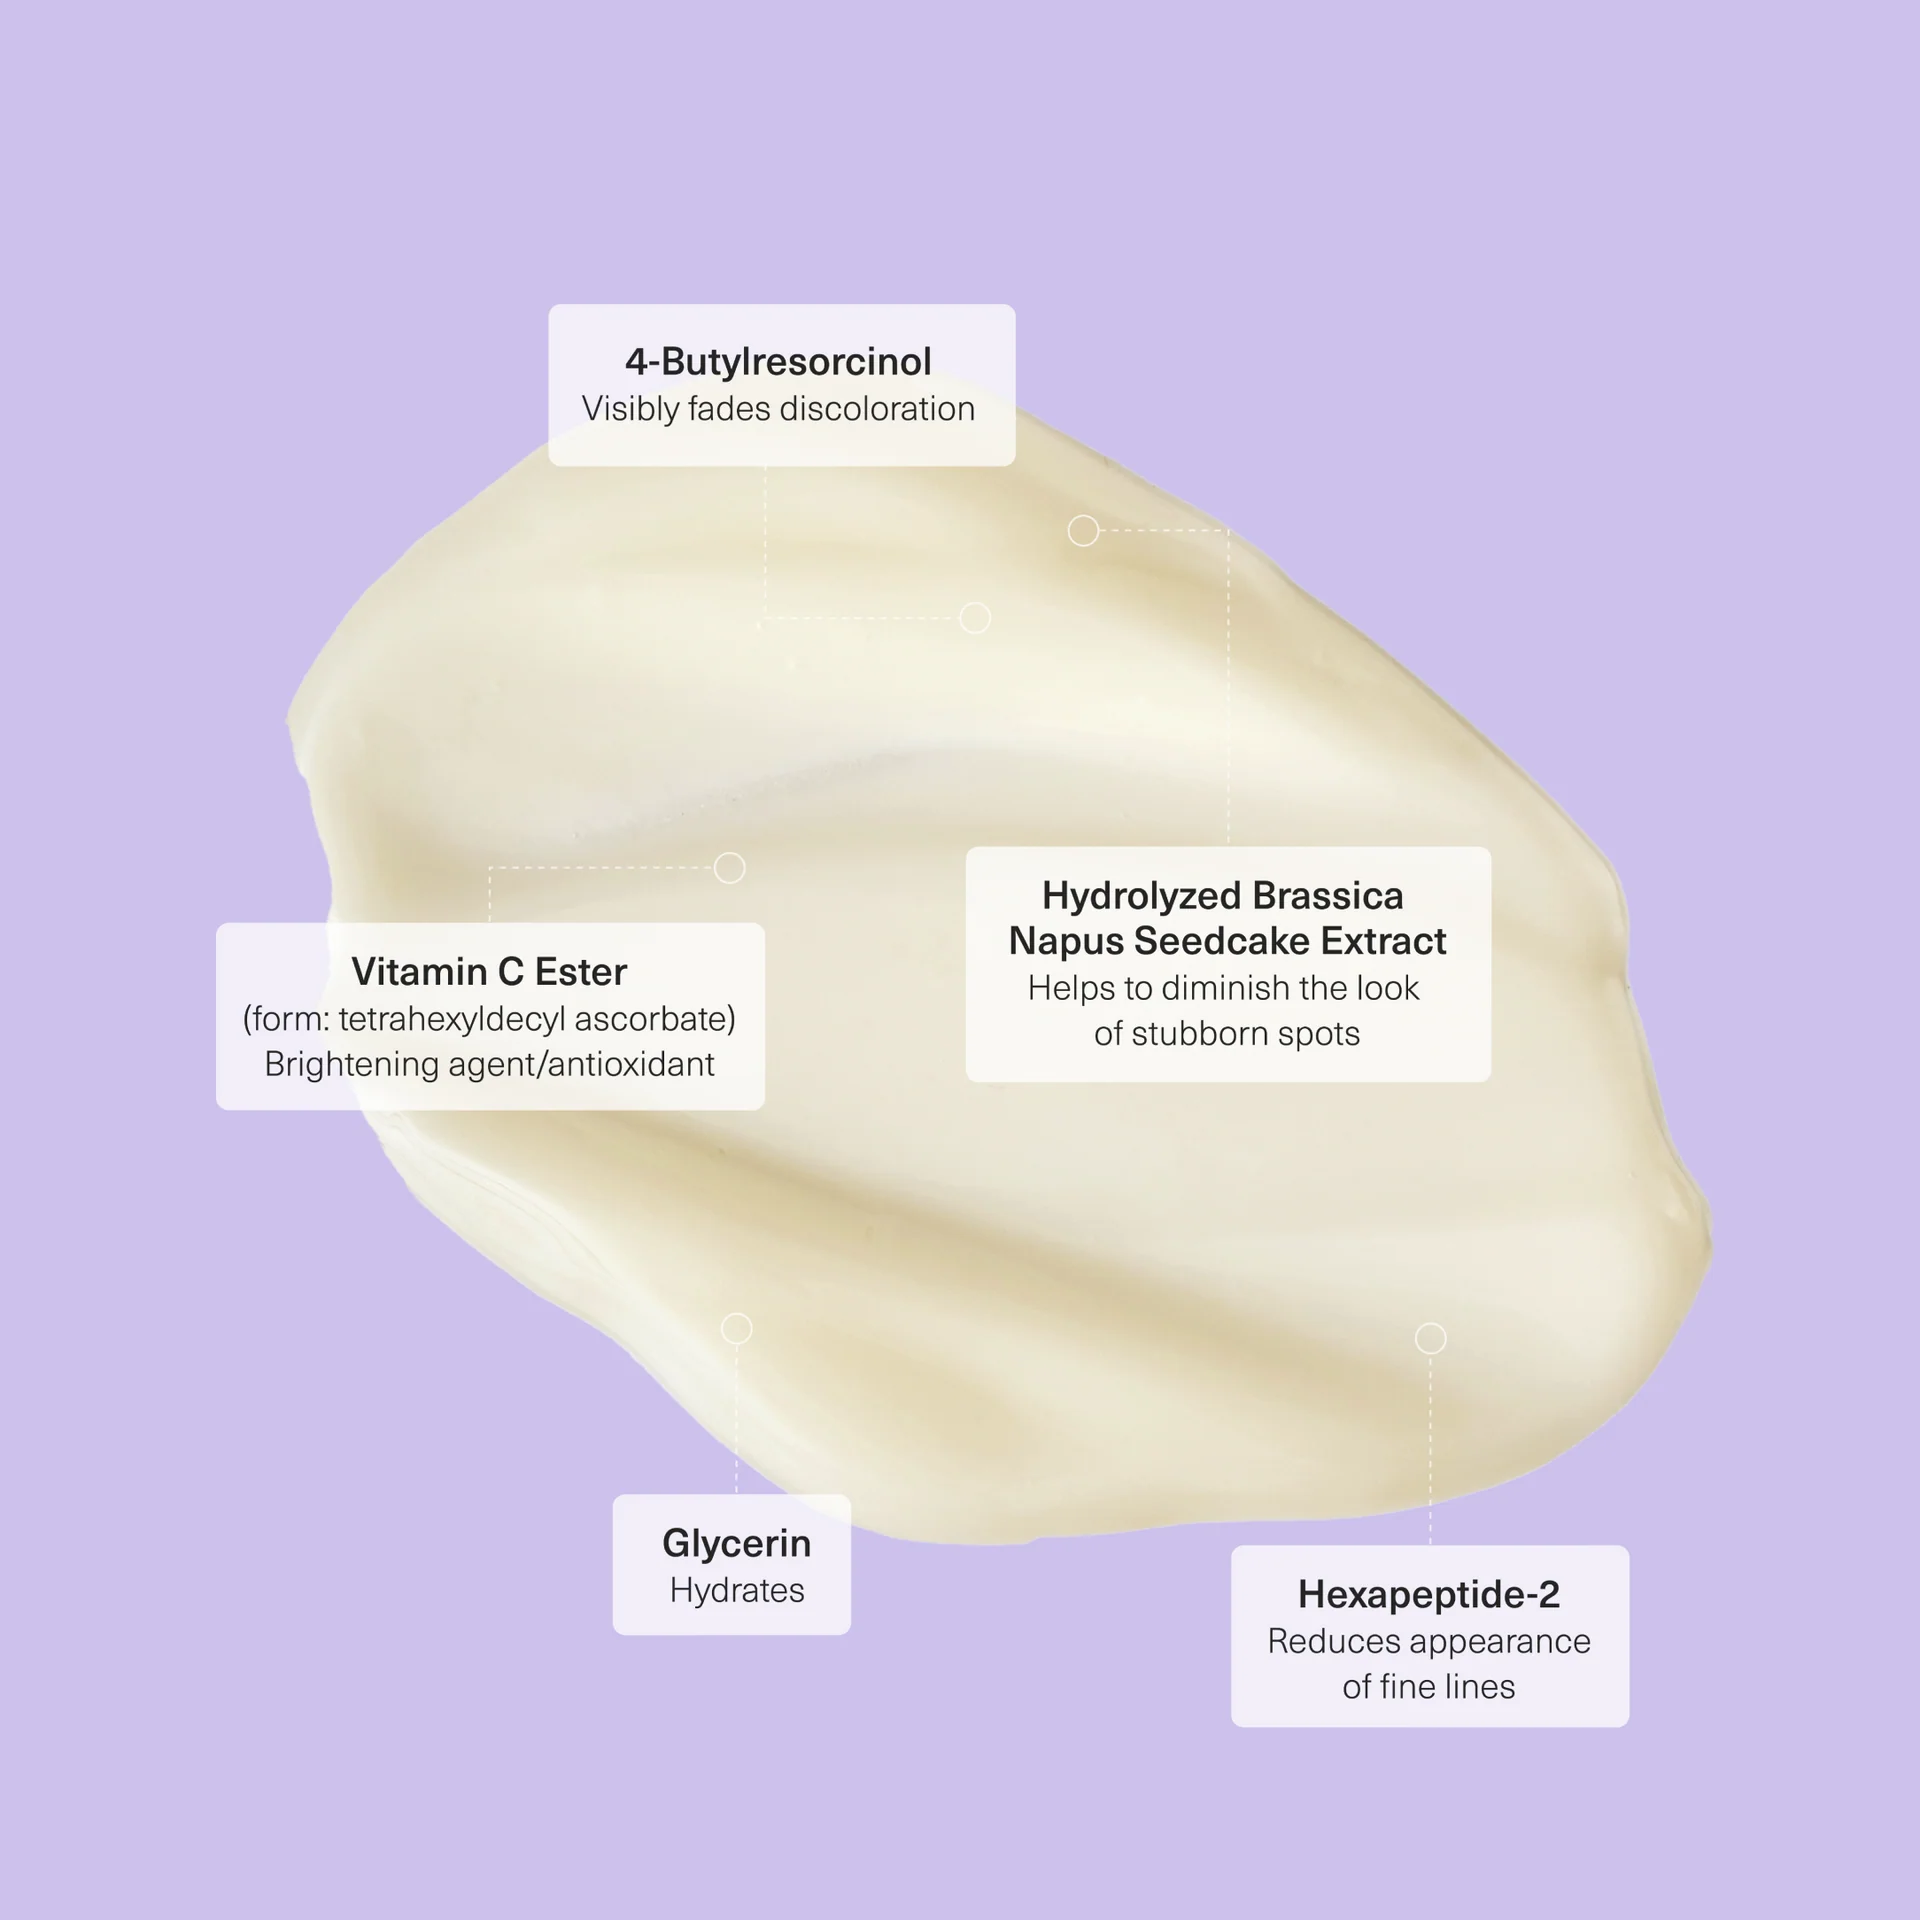 4-Butylresorcinol
Visibly fades discoloration
Hydrolyzed Brassica
Napus Seedcake Extract
Helps to diminish the look
of stubborn spots
Vitamin C Ester
(form: tetrahexyldecyl ascorbate)
Brightening agent/antioxidant
Glycerin
Hydrates
Hexapeptide-2
Reduces appearance
of fine lines